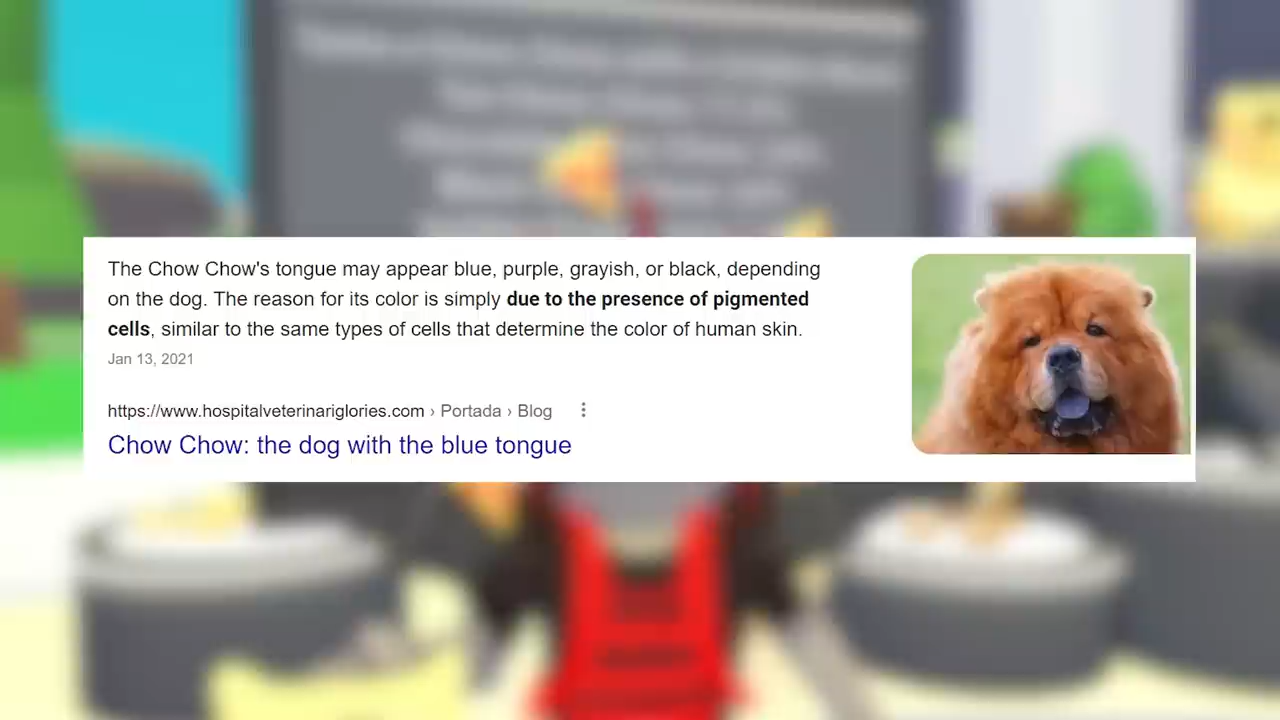 The Chow Chow's tongue may appear blue, purple, grayish, or black, depending
on the dog. The reason for its color is simply due to the presence of pigmented
cells, similar to the same types of cells that determine the color of human skin.
Jan 13, 2021
https://www.hospitalveterinariglories.com › Portada › Blog
Chow Chow: the dog with the blue tongue